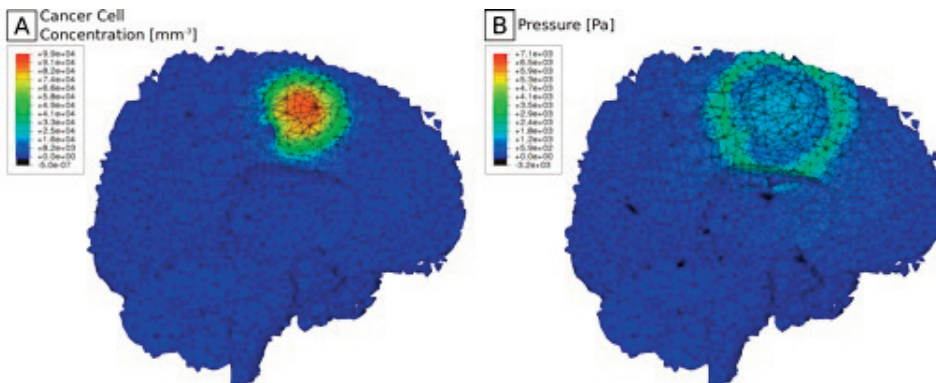 A Cancer Cell
Concentration [mm⁻³]
+9.9e+04
+9.1e+04
+8.2e+04
+7.4e+04
+6.6e+04
+5.8e+04
+4.9e+04
+4.1e+04
+3.3e+04
+2.5e+04
+1.6e+04
+8.2e+03
+0.0e+00
-5.0e-07
B Pressure [Pa]
+7.1e+03
+6.5e+03
+5.9e+03
+5.3e+03
+4.7e+03
+4.1e+03
+3.5e+03
+2.9e+03
+2.4e+03
+1.8e+03
+1.2e+03
+5.9e+02
+0.0e+00
-3.2e+03